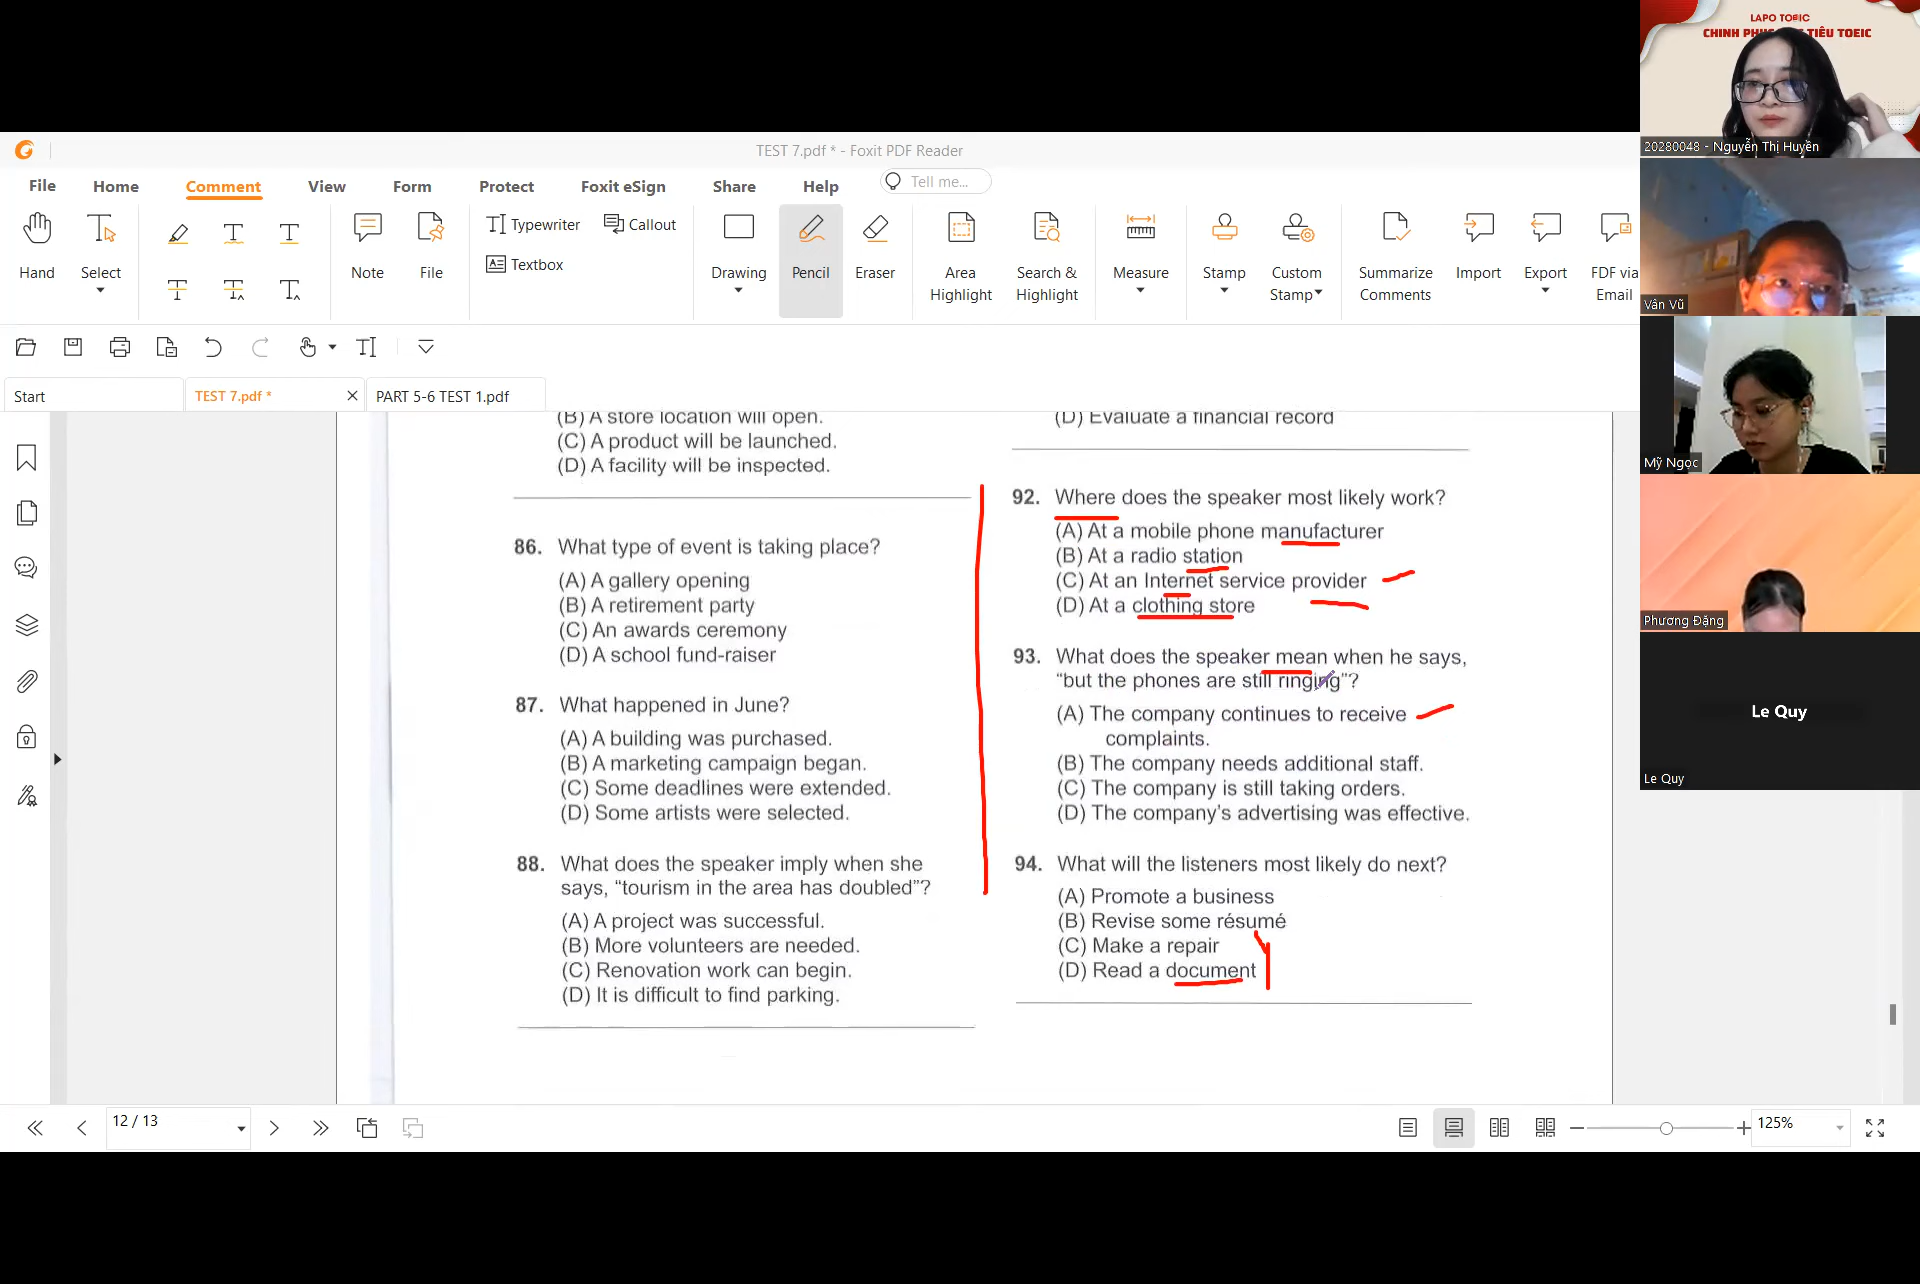 LAPO TOEIC
20280048 - Nguyễn Thị Huyền
Vân Vũ
Mỹ Ngọc
Phương Đặng
Le Quy
Le Quy
TEST 7.pdf * - Foxit PDF Reader
File Home Comment View Form Protect Foxit eSign Share Help Tell me...
Hand
Select
Note
File
Typewriter
Callout
Textbox
Drawing
Pencil
Eraser
Area Highlight
Search & Highlight
Measure
Stamp
Custom Stamp
Summarize Comments
Import
Export
FDF via Email
Start
TEST 7.pdf *
PART 5-6 TEST 1.pdf
(B) A store location will open.
(C) A product will be launched.
(D) A facility will be inspected.
86. What type of event is taking place?
(A) A gallery opening
(B) A retirement party
(C) An awards ceremony
(D) A school fund-raiser
87. What happened in June?
(A) A building was purchased.
(B) A marketing campaign began.
(C) Some deadlines were extended.
(D) Some artists were selected.
88. What does the speaker imply when she
says, “tourism in the area has doubled”?
(A) A project was successful.
(B) More volunteers are needed.
(C) Renovation work can begin.
(D) It is difficult to find parking.
(D) Evaluate a financial record
92. Where does the speaker most likely work?
(A) At a mobile phone manufacturer
(B) At a radio station
(C) At an Internet service provider
(D) At a clothing store
93. What does the speaker mean when he says,
“but the phones are still ringing”?
(A) The company continues to receive
complaints.
(B) The company needs additional staff.
(C) The company is still taking orders.
(D) The company’s advertising was effective.
94. What will the listeners most likely do next?
(A) Promote a business
(B) Revise some résumé
(C) Make a repair
(D) Read a document
12 / 13
125%